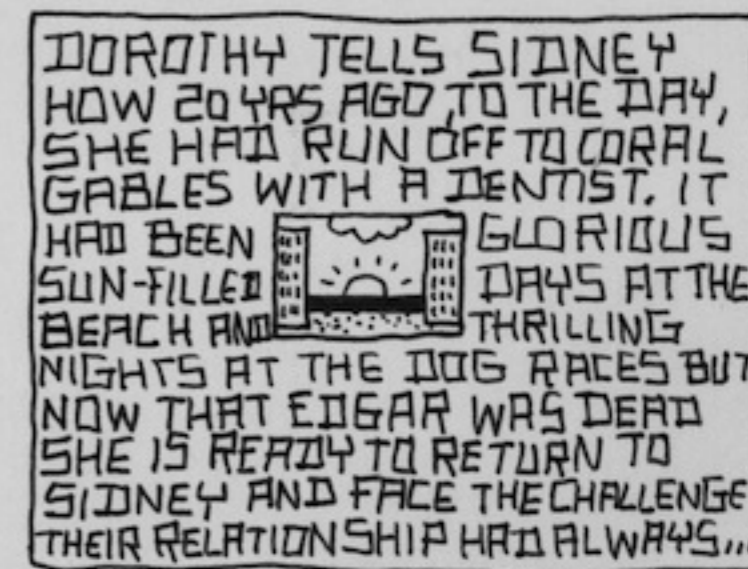 DOROTHY TELLS SIDNEY
HOW 20 YRS AGO, TO THE DAY,
SHE HAD RUN OFF TO CORAL
GABLES WITH A DENTIST. IT
HAD BEEN GLORIOUS
SUN-FILLED DAYS AT THE
BEACH AND THRILLING
NIGHTS AT THE DOG RACES BUT
NOW THAT EDGAR WAS DEAD
SHE IS READY TO RETURN TO
SIDNEY AND FACE THE CHALLENGE
THEIR RELATIONSHIP HAD ALWAYS...